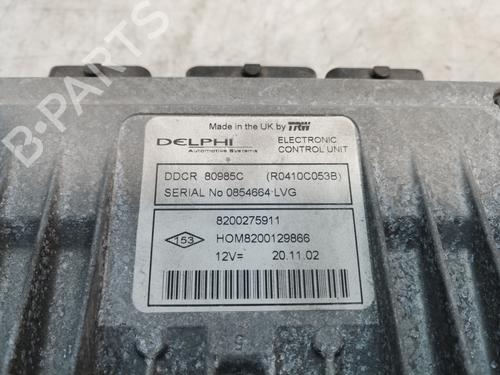 B-PARTS
Made in the UK by TRW
DELPHI
Automotive Systems
ELECTRONIC
CONTROL UNIT
DDCR 80985C (R0410C053B)
SERIAL No 0854664-LVG
8200275911
153
HOM8200129866
12V= 20.11.02